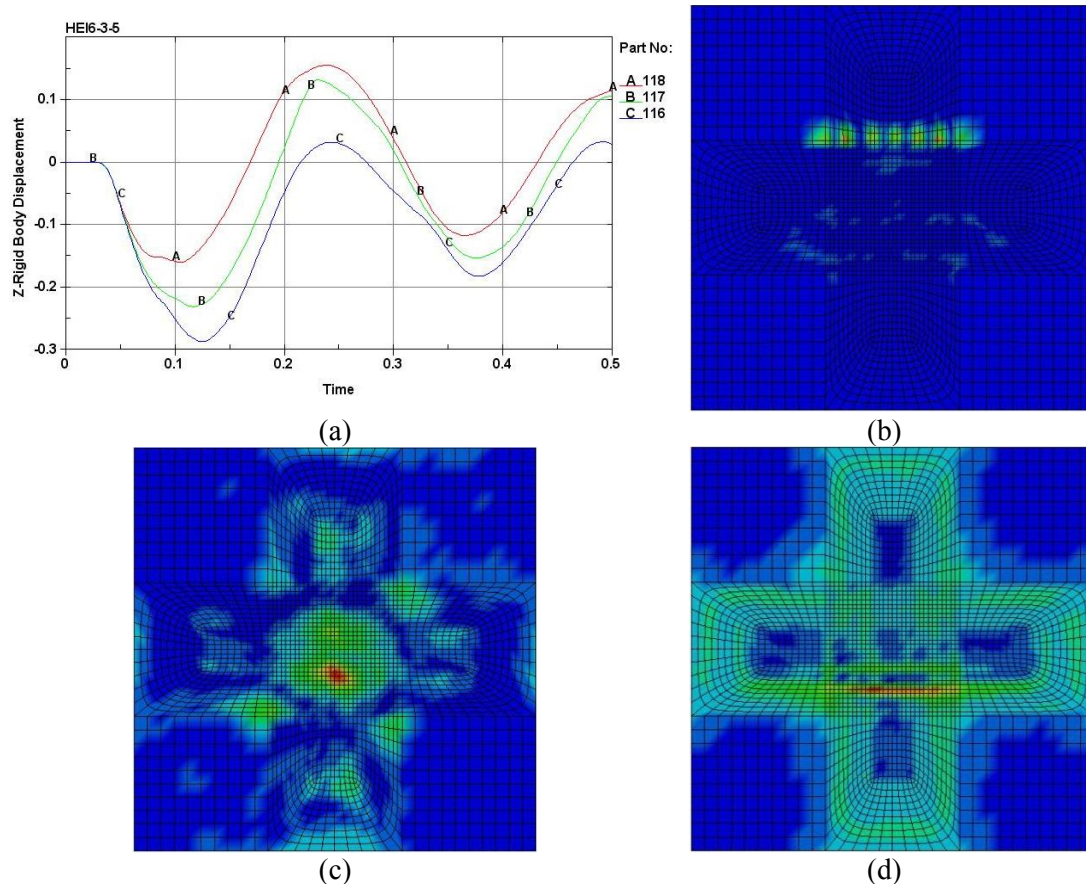 HEI6-3-5
Part No:
A 118
B 117
C 116
Z-Rigid Body Displacement
0.1
0
-0.1
-0.2
-0.3
A
B
C
A
B
C
A
B
C
A
B
C
A
B
C
A
0 0.1 0.2 0.3 0.4 0.5
Time
(a)
(b)
(c)
(d)